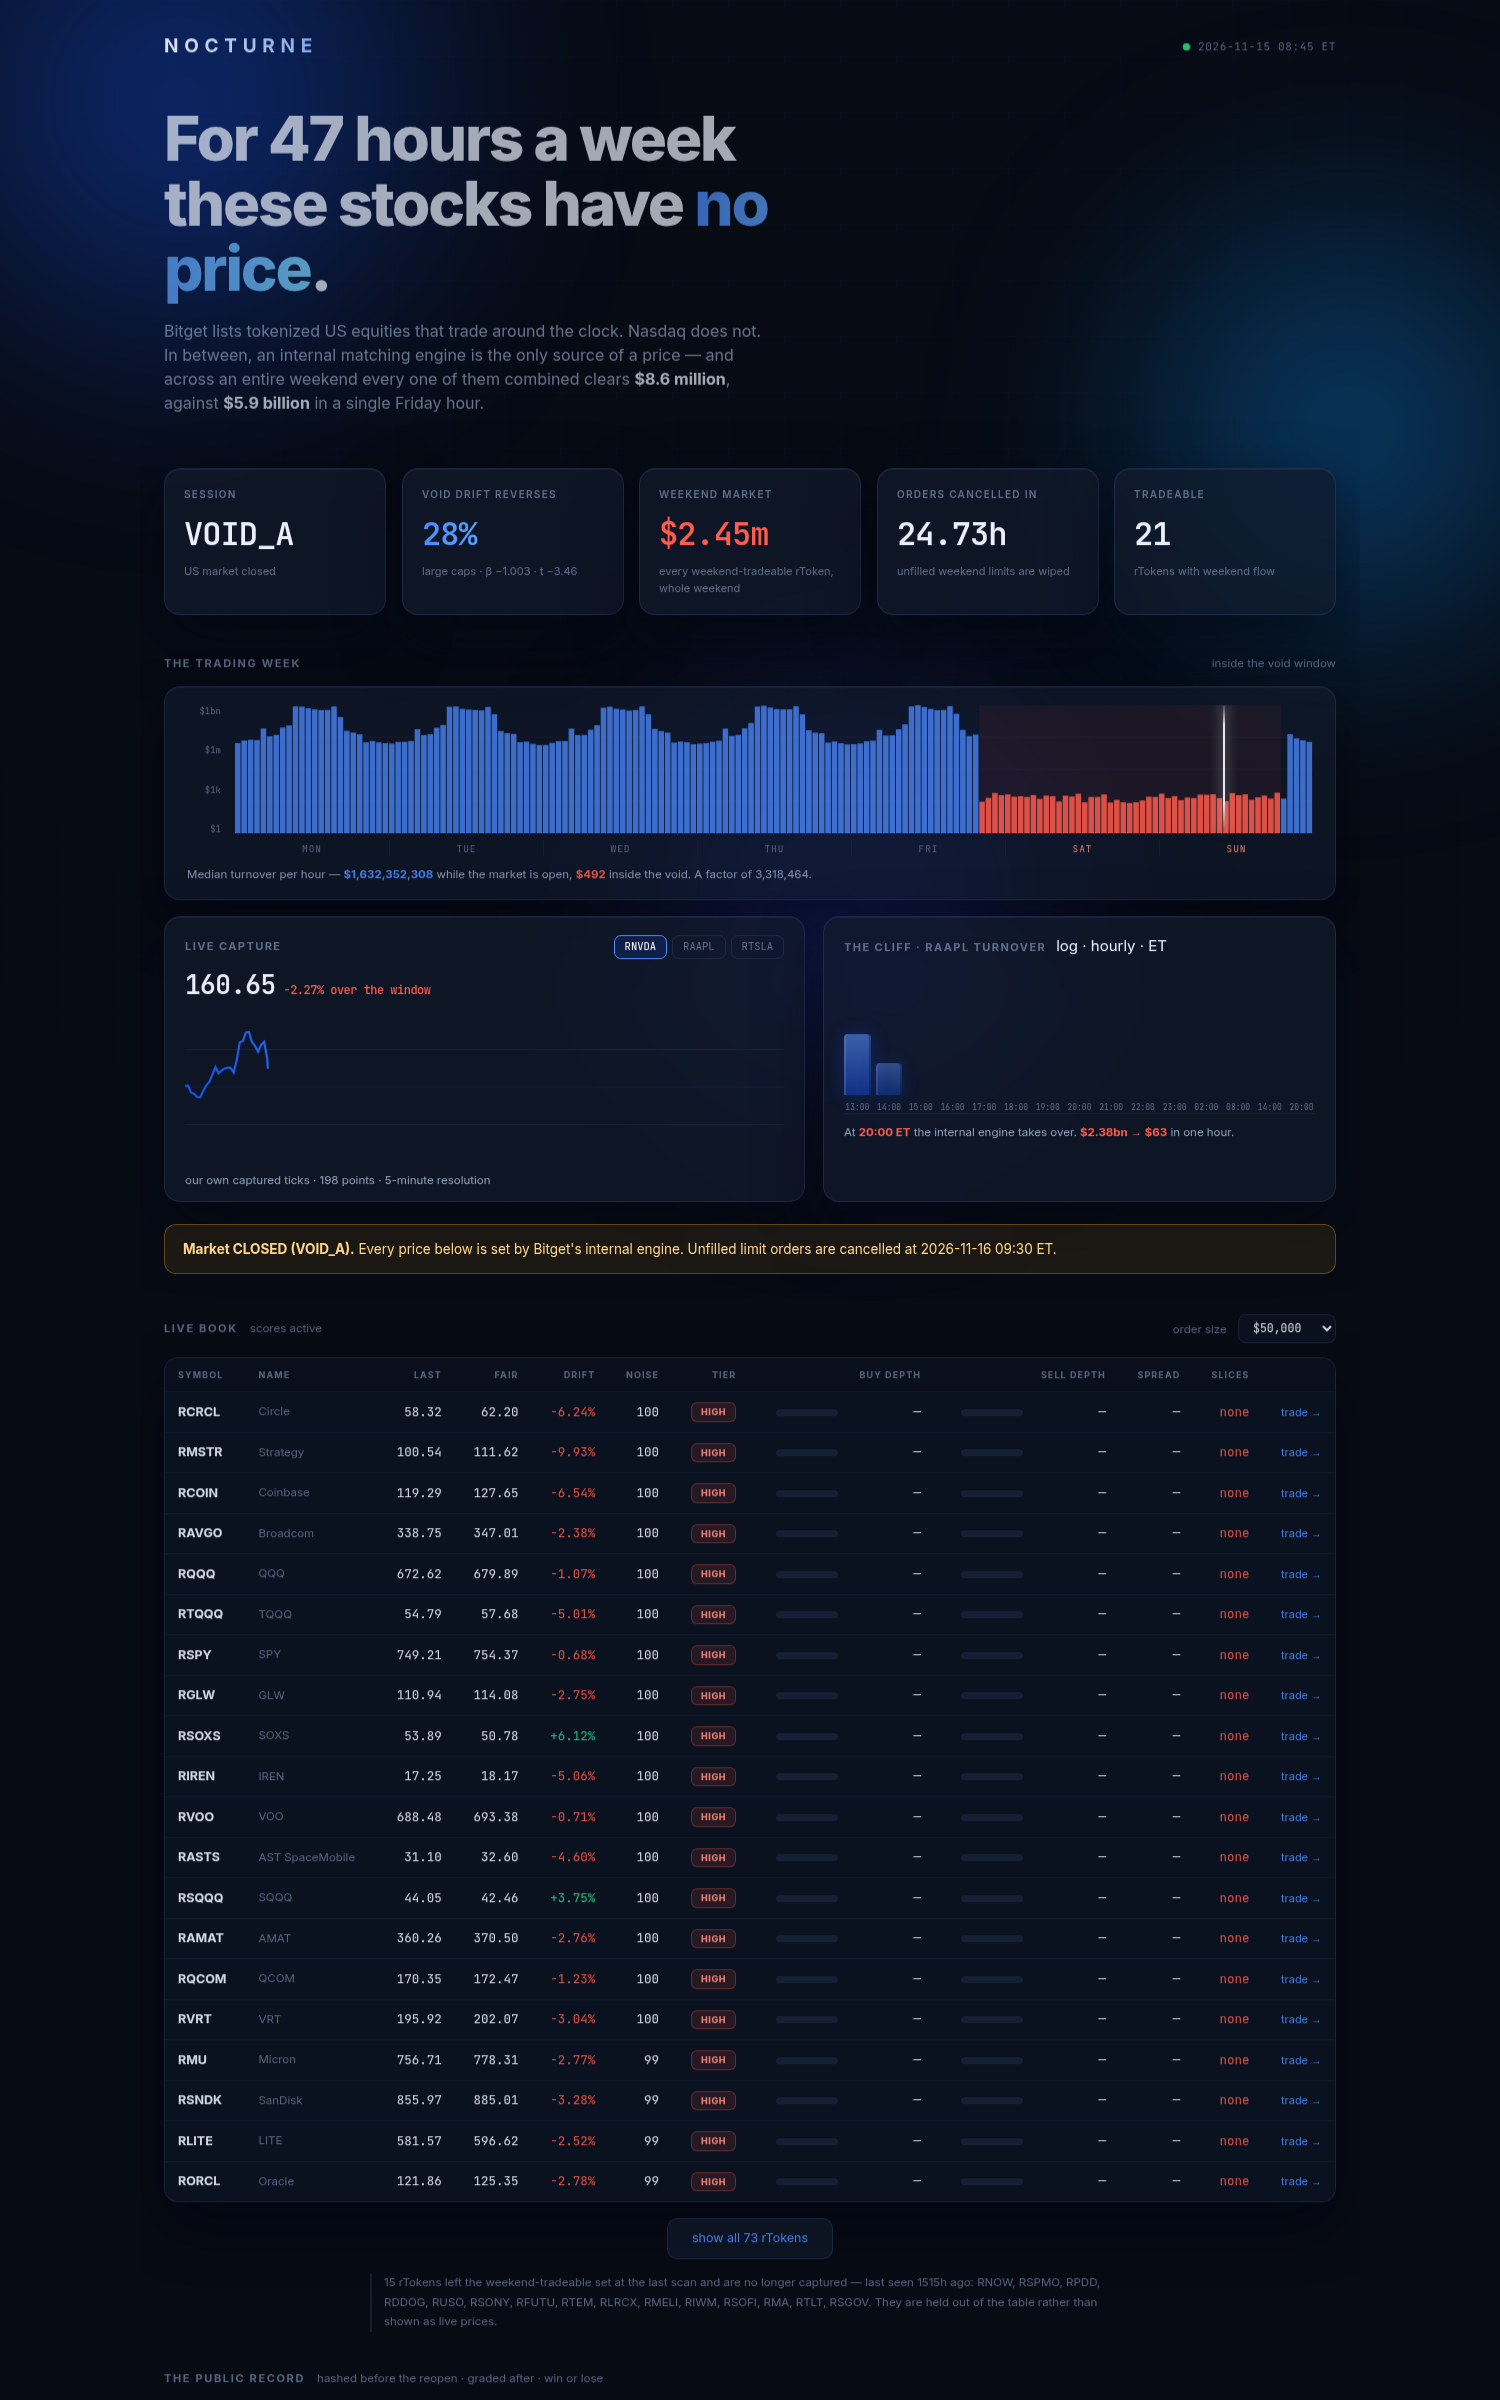 NOCTURNE
2026-11-15 08:45 ET
For 47 hours a week
these stocks have no
price.
Bitget lists tokenized US equities that trade around the clock. Nasdaq does not.
In between, an internal matching engine is the only source of a price — and
across an entire weekend every one of them combined clears $8.6 million,
against $5.9 billion in a single Friday hour.
SESSION
VOID_A
US market closed
VOID DRIFT REVERSES
28%
large caps · β −1.003 · t −3.46
WEEKEND MARKET
$2.45m
every weekend-tradeable rToken,
whole weekend
ORDERS CANCELLED IN
24.73h
unfilled weekend limits are wiped
TRADEABLE
21
rTokens with weekend flow
THE TRADING WEEK
inside the void window
$1bn
$1m
$1k
$1
MON TUE WED THU FRI SAT SUN
Median turnover per hour — $1,632,352,308 while the market is open, $492 inside the void. A factor of 3,318,464.
LIVE CAPTURE
RNVDA RAAPL RTSLA
160.65 -2.27% over the window
our own captured ticks · 198 points · 5-minute resolution
THE CLIFF · RAAPL TURNOVER log · hourly · ET
13:00 14:00 15:00 16:00 17:00 18:00 19:00 20:00 21:00 22:00 23:00 02:00 08:00 14:00 20:00
At 20:00 ET the internal engine takes over. $2.38bn → $63 in one hour.
Market CLOSED (VOID_A). Every price below is set by Bitget's internal engine. Unfilled limit orders are cancelled at 2026-11-16 09:30 ET.
LIVE BOOK scores active
order size $50,000
SYMBOL NAME LAST FAIR DRIFT NOISE TIER BUY DEPTH SELL DEPTH SPREAD SLICES
RCRCL Circle 58.32 62.20 -6.24% 100 HIGH — — — none trade →
RMSTR Strategy 100.54 111.62 -9.93% 100 HIGH — — — none trade →
RCOIN Coinbase 119.29 127.65 -6.54% 100 HIGH — — — none trade →
RAVGO Broadcom 338.75 347.01 -2.38% 100 HIGH — — — none trade →
RQQQ QQQ 672.62 679.89 -1.07% 100 HIGH — — — none trade →
RTQQQ TQQQ 54.79 57.68 -5.01% 100 HIGH — — — none trade →
RSPY SPY 749.21 754.37 -0.68% 100 HIGH — — — none trade →
RGLW GLW 110.94 114.08 -2.75% 100 HIGH — — — none trade →
RSOXS SOXS 53.89 50.78 +6.12% 100 HIGH — — — none trade →
RIREN IREN 17.25 18.17 -5.06% 100 HIGH — — — none trade →
RVOO VOO 688.48 693.38 -0.71% 100 HIGH — — — none trade →
RASTS AST SpaceMobile 31.10 32.60 -4.60% 100 HIGH — — — none trade →
RSQQQ SQQQ 44.05 42.46 +3.75% 100 HIGH — — — none trade →
RAMAT AMAT 360.26 370.50 -2.76% 100 HIGH — — — none trade →
RQCOM QCOM 170.35 172.47 -1.23% 100 HIGH — — — none trade →
RVRT VRT 195.92 202.07 -3.04% 100 HIGH — — — none trade →
RMU Micron 756.71 778.31 -2.77% 99 HIGH — — — none trade →
RSNDK SanDisk 855.97 885.01 -3.28% 99 HIGH — — — none trade →
RLITE LITE 581.57 596.62 -2.52% 99 HIGH — — — none trade →
RORCL Oracle 121.86 125.35 -2.78% 99 HIGH — — — none trade →
show all 73 rTokens
15 rTokens left the weekend-tradeable set at the last scan and are no longer captured — last seen 1515h ago: RNOW, RSPMO, RPDD,
RDDOG, RUSO, RSONY, RFUTU, RTEM, RLRCX, RMELI, RIWM, RSOFI, RMA, RTLT, RSGOV. They are held out of the table rather than
shown as live prices.
THE PUBLIC RECORD hashed before the reopen · graded after · win or lose